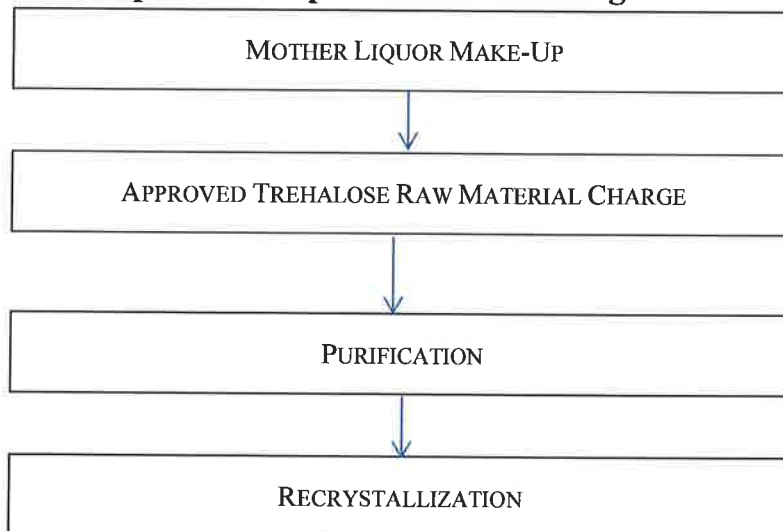 MOTHER LIQUOR MAKE-UP
APPROVED TREHALOSE RAW MATERIAL CHARGE
PURIFICATION
RECRYSTALLIZATION